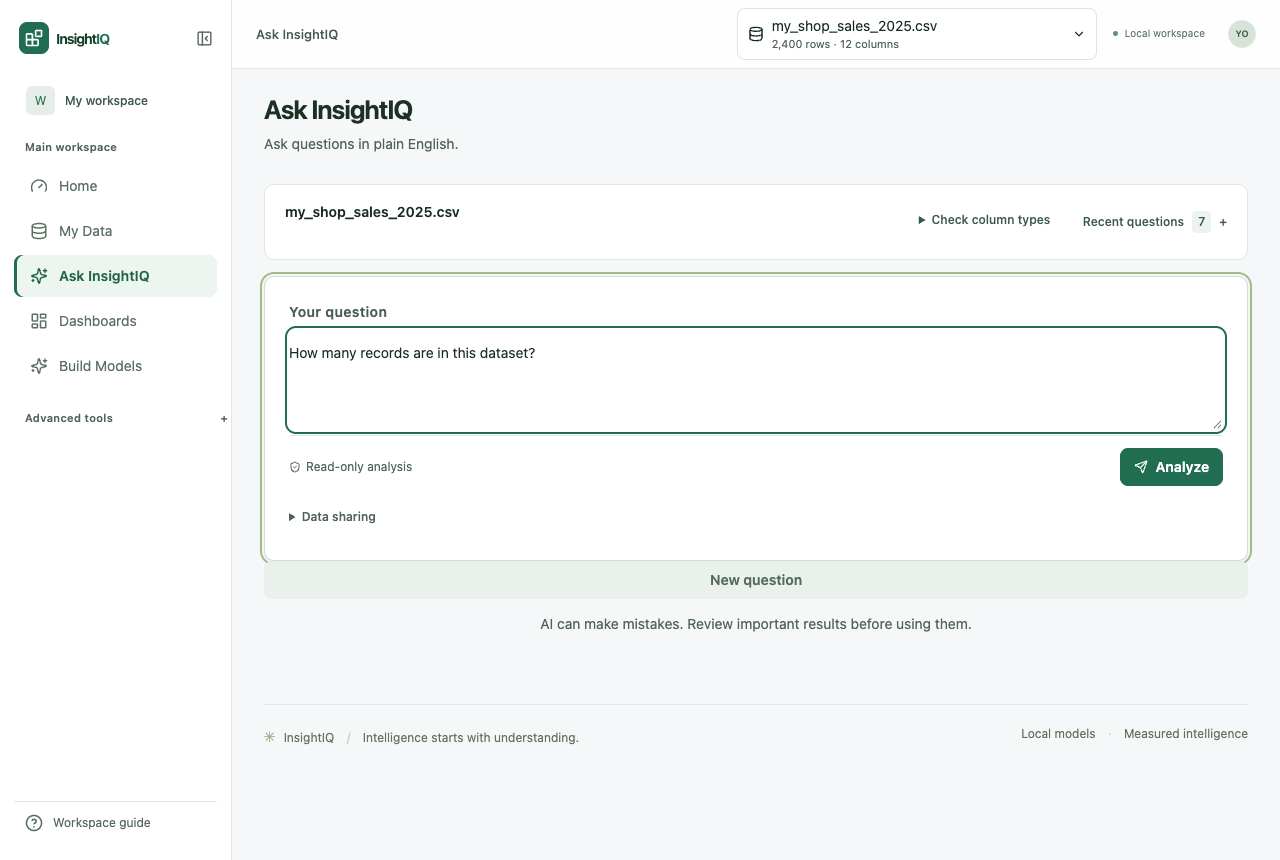 InsightIQ
W My workspace
Main workspace
Home
My Data
Ask InsightIQ
Dashboards
Build Models
Advanced tools +
Workspace guide
Ask InsightIQ
my_shop_sales_2025.csv
2,400 rows · 12 columns
Local workspace
YO
Ask InsightIQ
Ask questions in plain English.
my_shop_sales_2025.csv
Check column types
Recent questions 7 +
Your question
How many records are in this dataset?
Read-only analysis
Analyze
Data sharing
New question
AI can make mistakes. Review important results before using them.
InsightIQ / Intelligence starts with understanding.
Local models · Measured intelligence